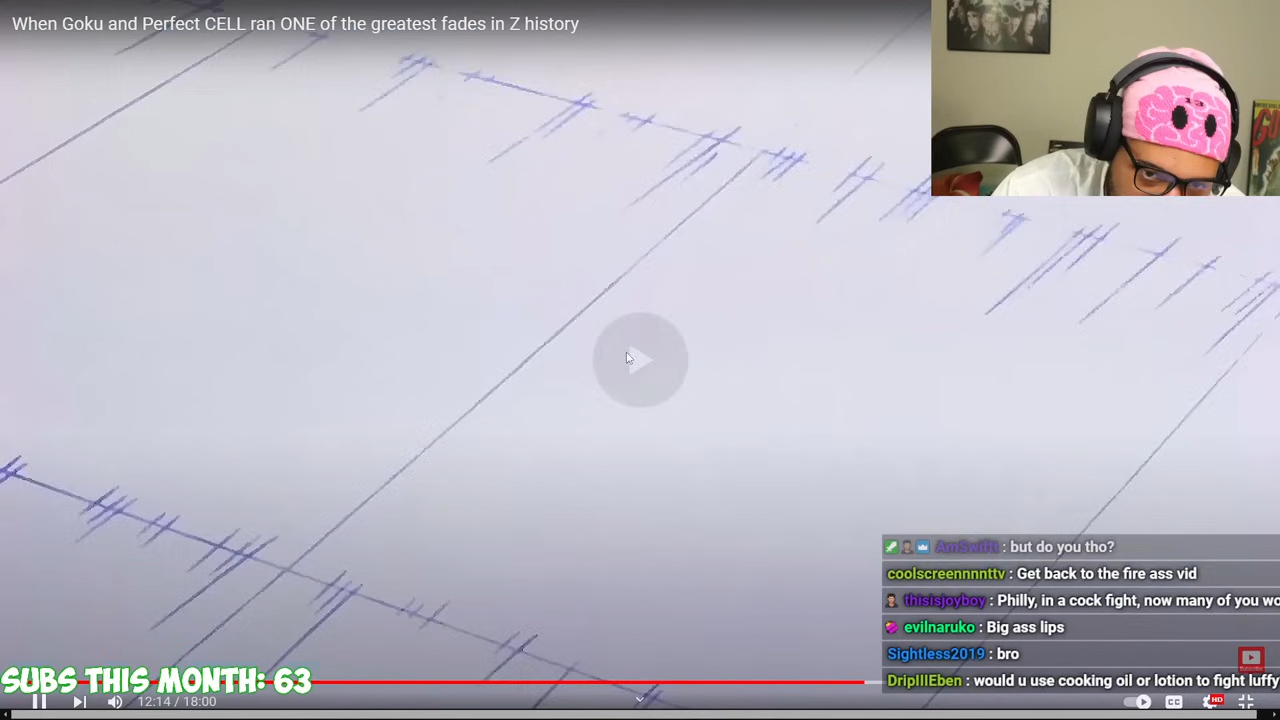 When Goku and Perfect CELL ran ONE of the greatest fades in Z history
AmSwiftt : but do you tho?
coolscreennnnttv : Get back to the fire ass vid
thisisjoyboy : Philly, in a cock fight, now many of you
evilnaruko : Big ass lips
Sightless2019 : bro
DripIIIEben : would u use cooking oil or lotion to fight luffy
SUBS THIS MONTH: 63
12:14 / 18:00
CC
HD